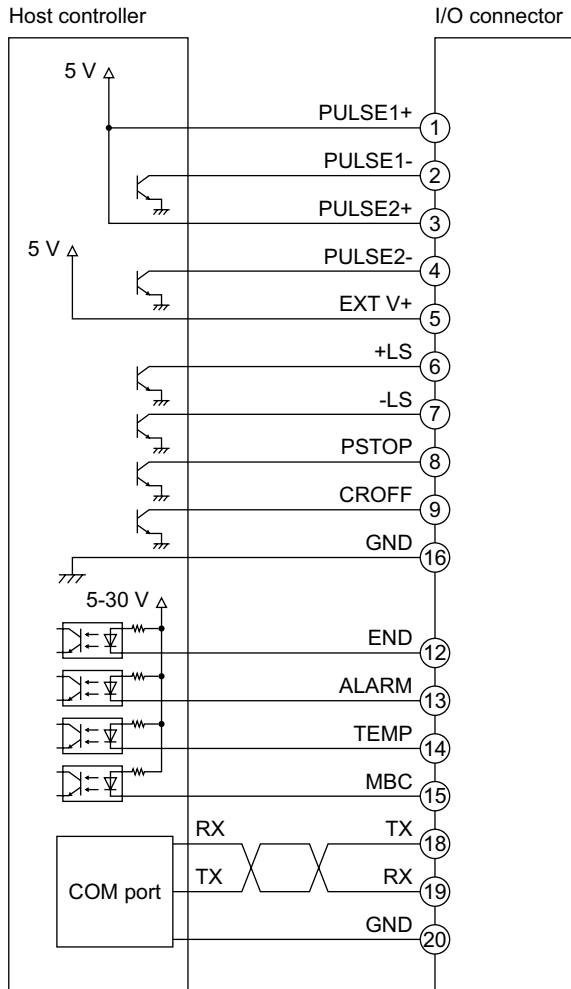 Host controller
I/O connector
5 V
PULSE1+
1
PULSE1-
2
PULSE2+
3
5 V
PULSE2-
4
EXT V+
5
+LS
6
-LS
7
PSTOP
8
CROFF
9
GND
16
5-30 V
END
12
ALARM
13
TEMP
14
MBC
15
RX
TX
18
COM port
TX
RX
19
GND
20